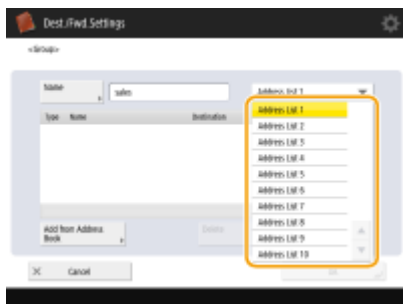 Dest./Fwd.Settings
<Group>
Name
sales
Address List 1
Type Name Destination
Address List 1
Address List 2
Address List 3
Address List 4
Address List 5
Address List 6
Address List 7
Address List 8
Address List 9
Address List 10
Add from Address
Book
Delete
Cancel
OK